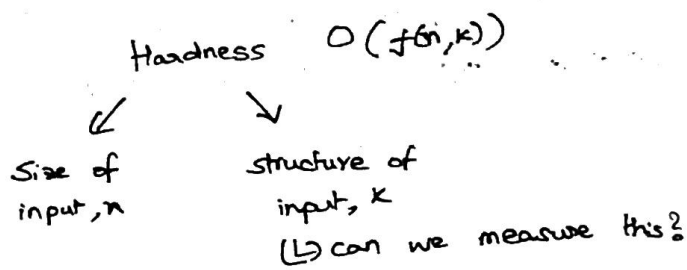 Hardness O(f(n,k))
Size of
input, n
structure of
input, k
(L) can we measure this?